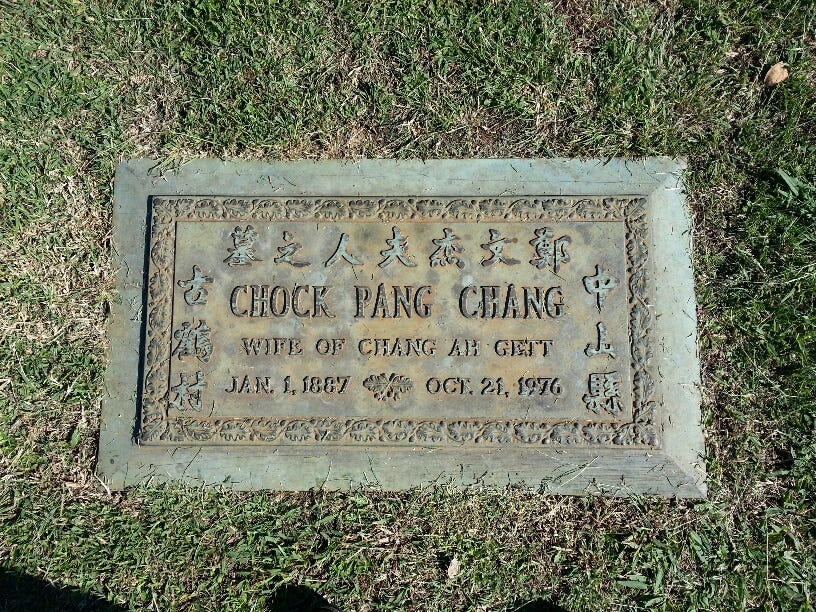 鄭文杰夫人之墓
中山縣
古鶴村
CHOCK PANG CHANG
WIFE OF CHANG AH GETT
JAN. 1, 1887 OCT. 21, 1976